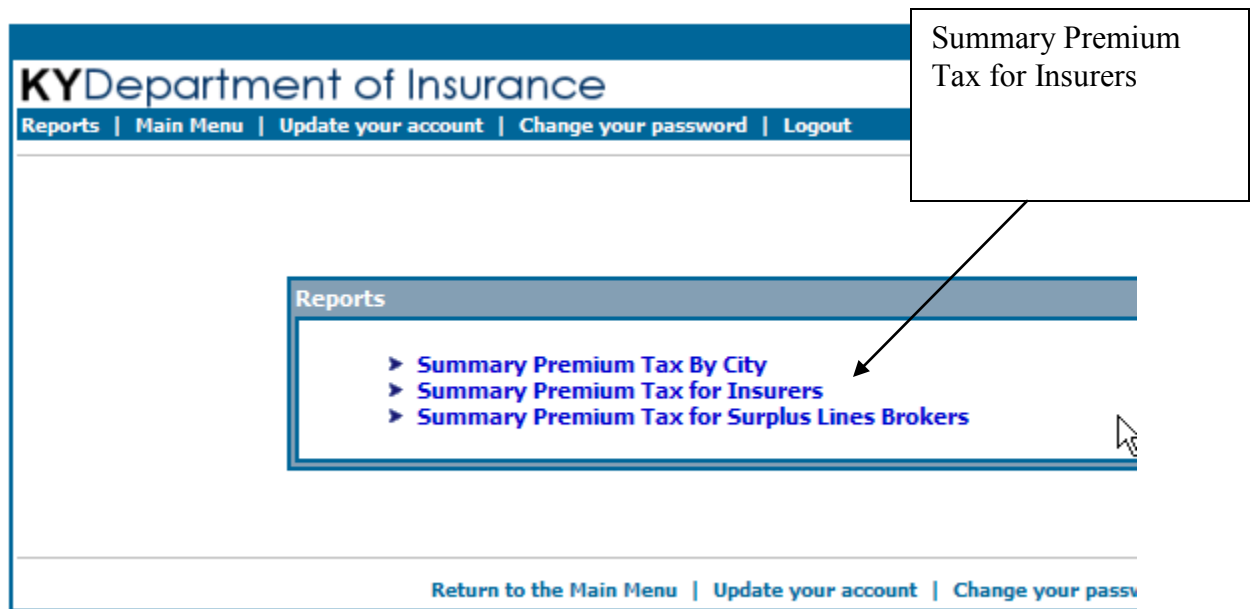 Summary Premium
Tax for Insurers
KYDepartment of Insurance
Reports | Main Menu | Update your account | Change your password | Logout
Reports
Summary Premium Tax By City
Summary Premium Tax for Insurers
Summary Premium Tax for Surplus Lines Brokers
Return to the Main Menu | Update your account | Change your passw